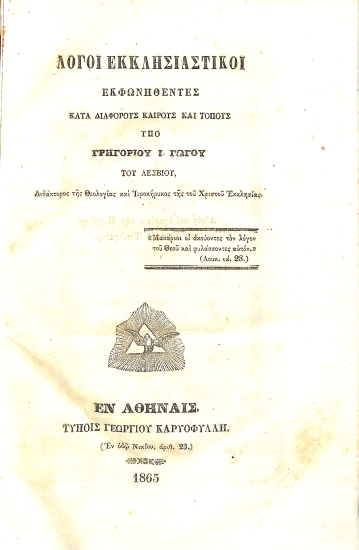 ΛΟΓΟΙ ΕΚΚΛΗΣΙΑΣΤΙΚΟΙ
ΕΚΦΩΝΗΘΕΝΤΕΣ
ΚΑΤΑ ΔΙΑΦΟΡΟΥΣ ΚΑΙΡΟΥΣ ΚΑΙ ΤΟΠΟΥΣ
ΥΠΟ
ΓΡΗΓΟΡΙΟΥ Ι. ΓΩΓΟΥ
ΤΟΥ ΛΕΣΒΙΟΥ,
Διδάκτορος τῆς Θεολογίας καὶ Ἱεροκήρυκος τῆς τοῦ Χριστοῦ Ἐκκλησίας.
«Μακάριοι οἱ ἀκούοντες τὸν λόγον
τοῦ Θεοῦ καὶ φυλάσσοντες αὐτόν.»
(Λουκ. ιά. 28.)
ΕΝ ΑΘΗΝΑΙΣ,
ΤΥΠΟΙΣ ΓΕΩΡΓΙΟΥ ΚΑΡΥΟΦΥΛΛΗ.
(Ἐν ὁδῷ Νικίου, ἀριθ. 23.)
1865